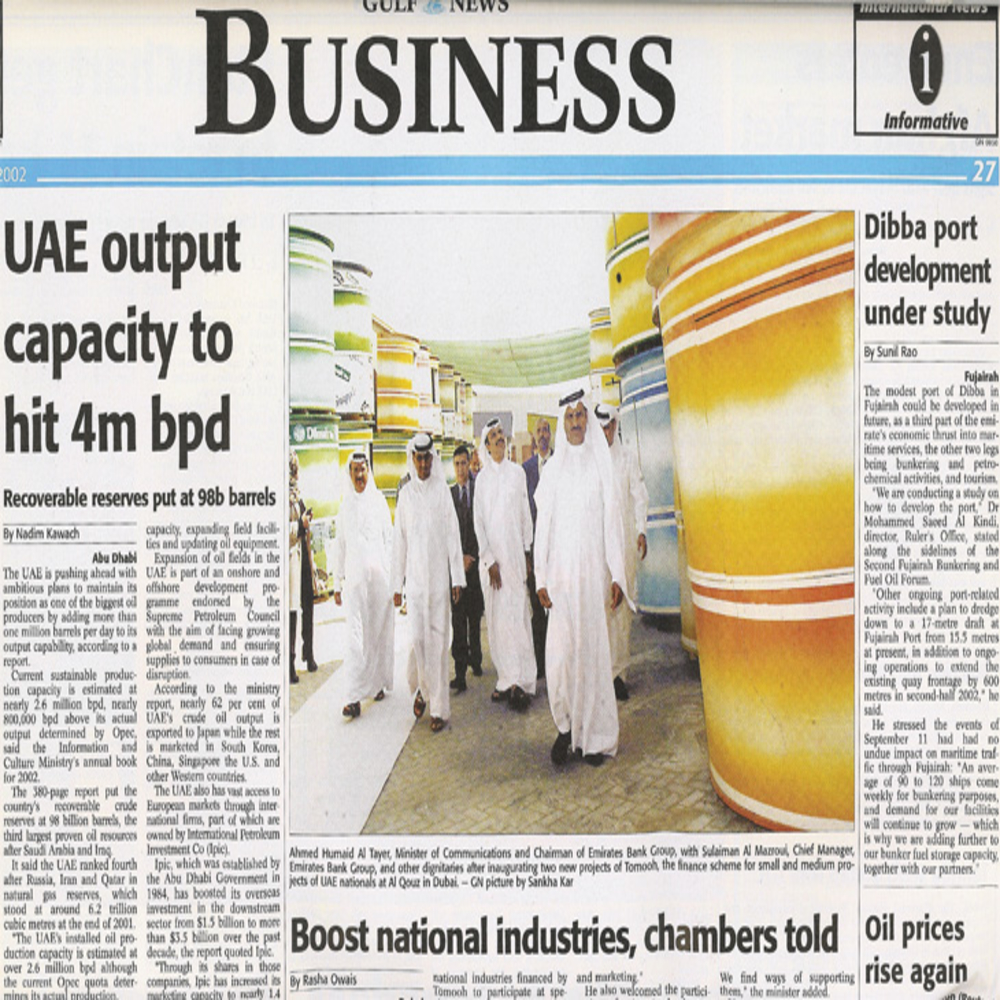 GULF NEWS
BUSINESS
International News
i
Informative
2002
27
UAE output
capacity to
hit 4m bpd
Recoverable reserves put at 98b barrels
By Nadim Kawach
Abu Dhabi
The UAE is pushing ahead with
ambitious plans to maintain its
position as one of the biggest oil
producers by adding more than
one million barrels per day to its
output capability, according to a
report.
Current sustainable produc-
tion capacity is estimated at
nearly 2.6 million bpd, nearly
800,000 bpd above its actual
output determined by Opec,
said the Information and
Culture Ministry's annual book
for 2002.
The 380-page report put the
country's recoverable crude
reserves at 98 billion barrels, the
third largest proven oil resources
after Saudi Arabia and Iraq.
It said the UAE ranked fourth
after Russia, Iran and Qatar in
natural gas reserves, which
stood at around 6.2 trillion
cubic metres at the end of 2001.
"The UAE's installed oil pro-
duction capacity is estimated at
over 2.6 million bpd although
the current Opec quota deter-
mines its actual production.
capacity, expanding field facili-
ties and updating oil equipment.
Expansion of oil fields in the
UAE is part of an onshore and
offshore development pro-
gramme endorsed by the
Supreme Petroleum Council
with the aim of facing growing
global demand and ensuring
supplies to consumers in case of
disruption.
According to the ministry
report, nearly 62 per cent of
UAE's crude oil output is
exported to Japan while the rest
is marketed in South Korea,
China, Singapore the U.S. and
other Western countries.
The UAE also has vast access to
European markets through inter-
national firms, part of which are
owned by International Petroleum
Investment Co (Ipic).
Ipic, which was established by
the Abu Dhabi Government in
1984, has boosted its overseas
investment in the downstream
sector from $1.5 billion to more
than $3.5 billion over the past
decade, the report quoted Ipic.
"Through its shares in those
companies, Ipic has increased its
marketing capacity to nearly 1.4
Ahmed Humaid Al Tayer, Minister of Communications and Chairman of Emirates Bank Group, with Sulaiman Al Mazroui, Chief Manager,
Emirates Bank Group, and other dignitaries after inaugurating two new projects of Tomooh, the finance scheme for small and medium pro-
jects of UAE nationals at Al Qouz in Dubai. – GN picture by Sankha Kar
Boost national industries, chambers told
By Rasha Owais
national industries financed by
Tomooh to participate at spe-
and marketing."
He also welcomed the partici-
We find ways of supporting
them," the minister added.
Dibba port
development
under study
By Sunil Rao
Fujairah
The modest port of Dibba in
Fujairah could be developed in
future, as a third part of the emi-
rate's economic thrust into mar-
itime services, the other two legs
being bunkering and petro-
chemical activities, and tourism.
"We are conducting a study on
how to develop the port," Dr
Mohammed Saeed Al Kindi,
director, Ruler's Office, stated
along the sidelines of the
Second Fujairah Bunkering and
Fuel Oil Forum.
"Other ongoing port-related
activity include a plan to dredge
down to a 17-metre draft at
Fujairah Port from 15.5 metres
at present, in addition to ongo-
ing operations to extend the
existing quay frontage by 600
metres in second-half 2002," he
said.
He stressed the events of
September 11 had had no
undue impact on maritime traf-
fic through Fujairah: "An aver-
age of 90 to 120 ships come
weekly for bunkering purposes,
and demand for our facilities
will continue to grow — which
is why we are adding further to
our bunker fuel storage capacity,
together with our partners."
Oil prices
rise again